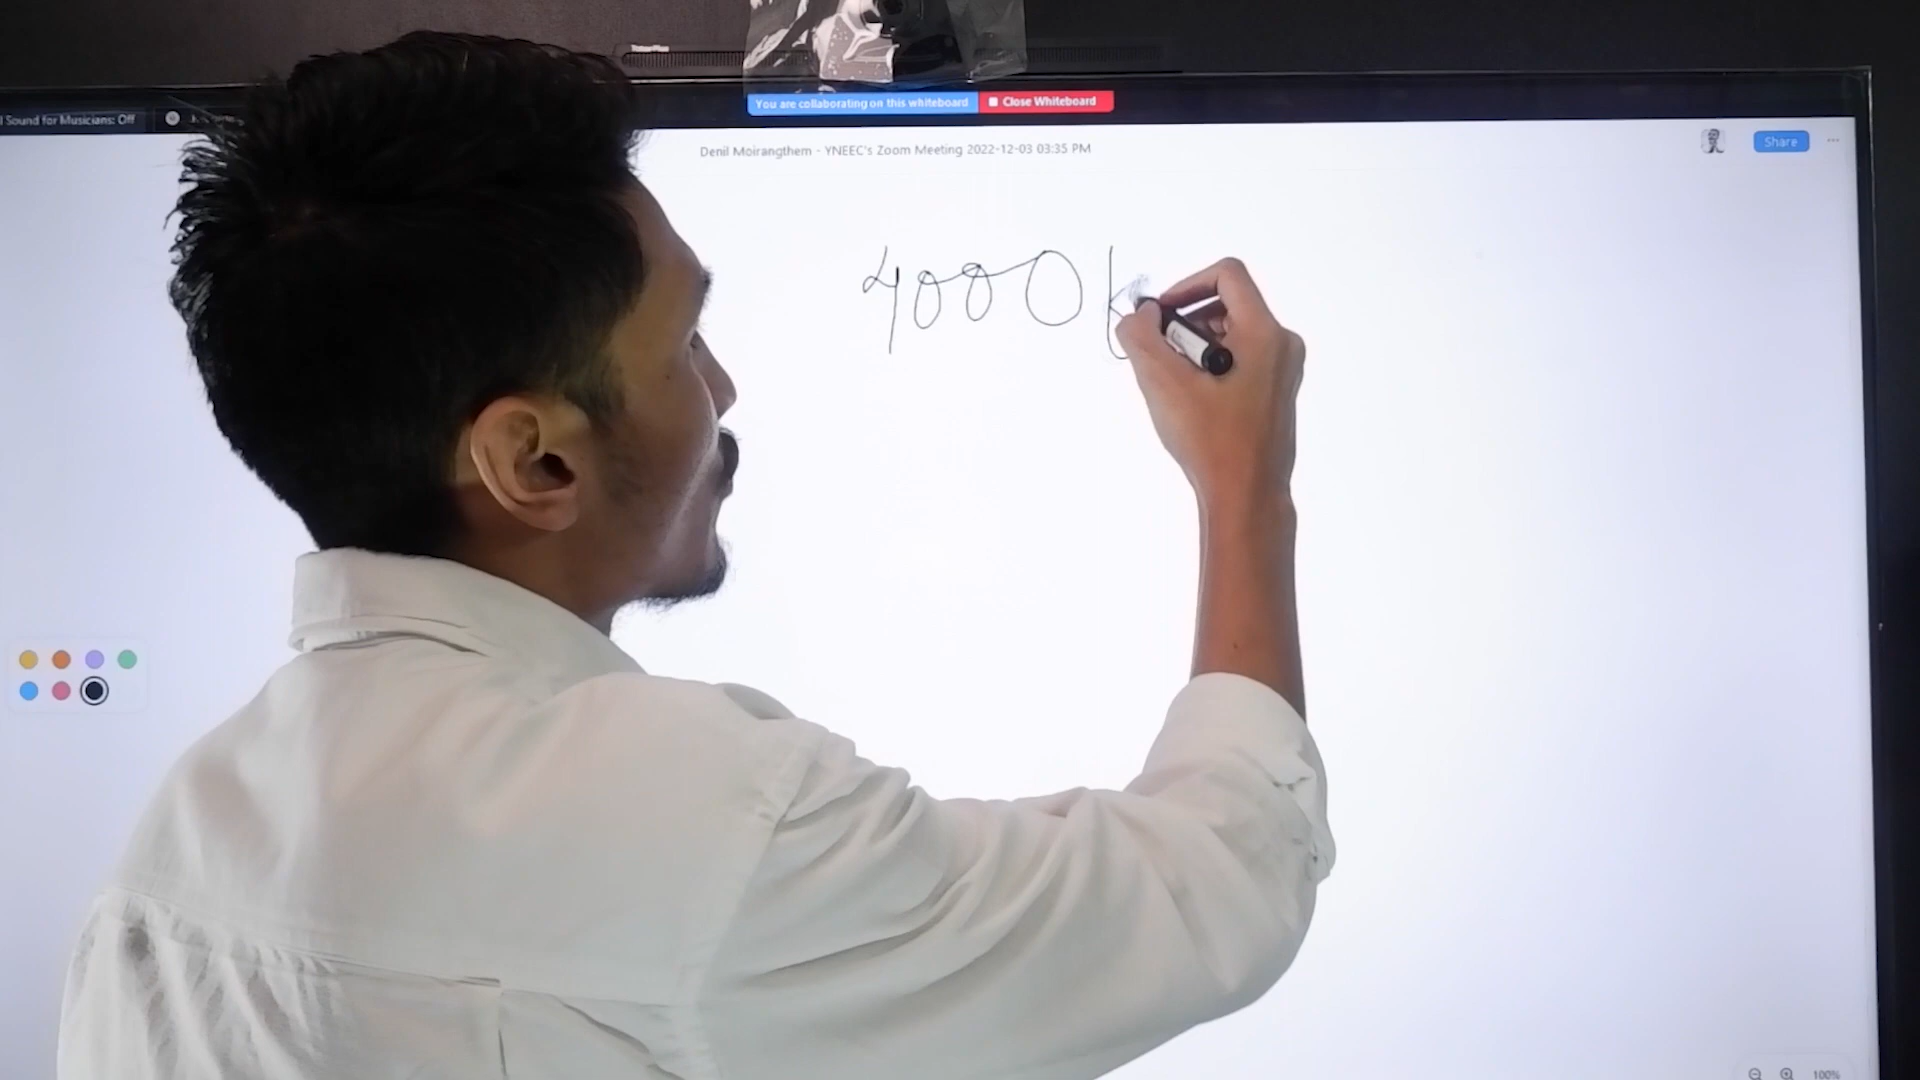 You are collaborating on this whiteboard Close Whiteboard
l Sound for Musicians: Off
Denil Moirangthem - YNEEC's Zoom Meeting 2022-12-03 03:35 PM
Share
4000 k
100%